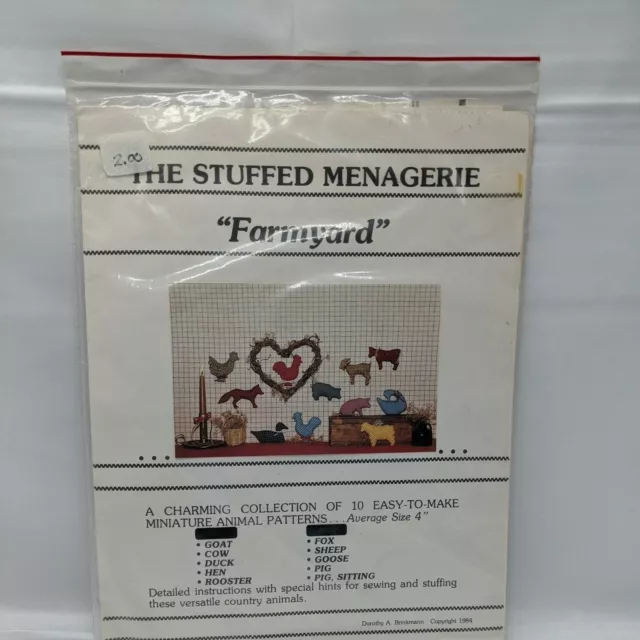 2.00
THE STUFFED MENAGERIE
"Farmyard"
. . .
. . .
A CHARMING COLLECTION OF 10 EASY-TO-MAKE
MINIATURE ANIMAL PATTERNS. . .Average Size 4"
• GOAT
• COW
• DUCK
• HEN
• ROOSTER
• FOX
• SHEEP
• GOOSE
• PIG
• PIG, SITTING
Detailed instructions with special hints for sewing and stuffing
these versatile country animals.
Dorothy A. Brinkmann Copyright 1984